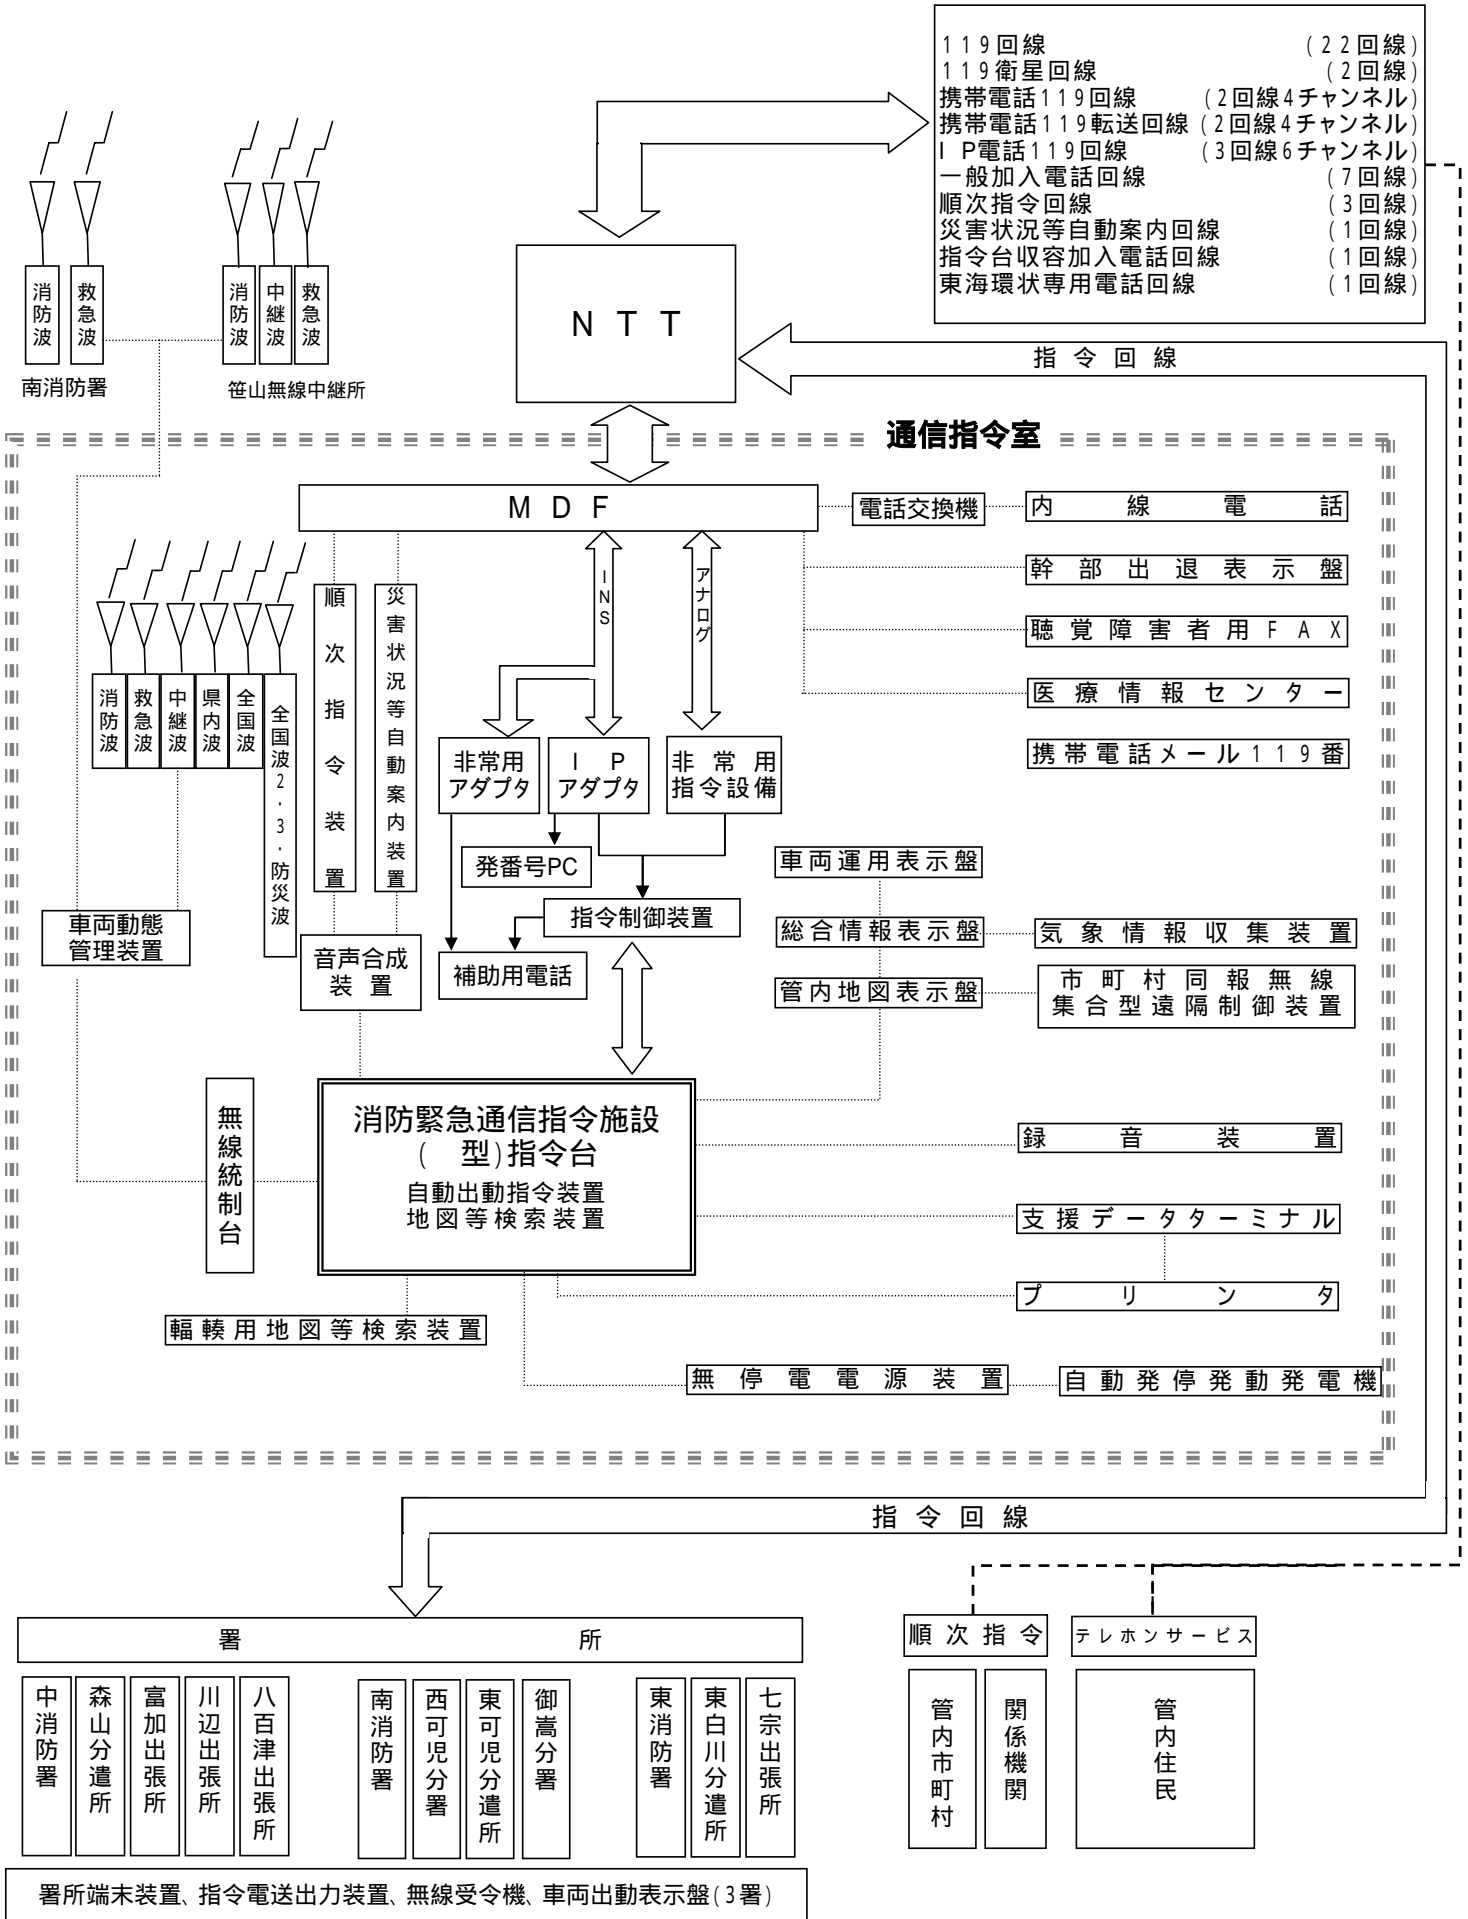 119回線 (22回線)
119衛星回線 (2回線)
携帯電話119回線 (2回線4チャンネル)
携帯電話119転送回線 (2回線4チャンネル)
IP電話119回線 (3回線6チャンネル)
一般加入電話回線 (7回線)
順次指令回線 (3回線)
災害状況等自動案内回線 (1回線)
指令台収容加入電話回線 (1回線)
東海環状専用電話回線 (1回線)
消防波
救急波
南消防署
消防波
中継波
救急波
笹山無線中継所
NTT
指令回線
通信指令室
MDF
電話交換機
内線電話
幹部出退表示盤
聴覚障害者用FAX
医療情報センター
携帯電話メール119番
INS
アナログ
消防波
救急波
中継波
県内波
全国波
全国波2・3・防災波
順次指令装置
災害状況等自動案内装置
非常用
アダプタ
IP
アダプタ
非常用
指令設備
発番号PC
指令制御装置
補助用電話
音声合成
装置
車両動態
管理装置
車両運用表示盤
総合情報表示盤
気象情報収集装置
管内地図表示盤
市町村同報無線
集合型遠隔制御装置
無線統制台
消防緊急通信指令施設
( 型)指令台
自動出動指令装置
地図等検索装置
録音装置
支援データターミナル
プリンタ
輻輳用地図等検索装置
無停電電源装置
自動発停発動発電機
指令回線
署所
中消防署
森山分遣所
富加出張所
川辺出張所
八百津出張所
南消防署
西可児分署
東可児分遣所
御嵩分署
東消防署
東白川分遣所
七宗出張所
署所端末装置、指令電送出力装置、無線受令機、車両出動表示盤(3署)
順次指令
管内市町村
関係機関
テレホンサービス
管内住民